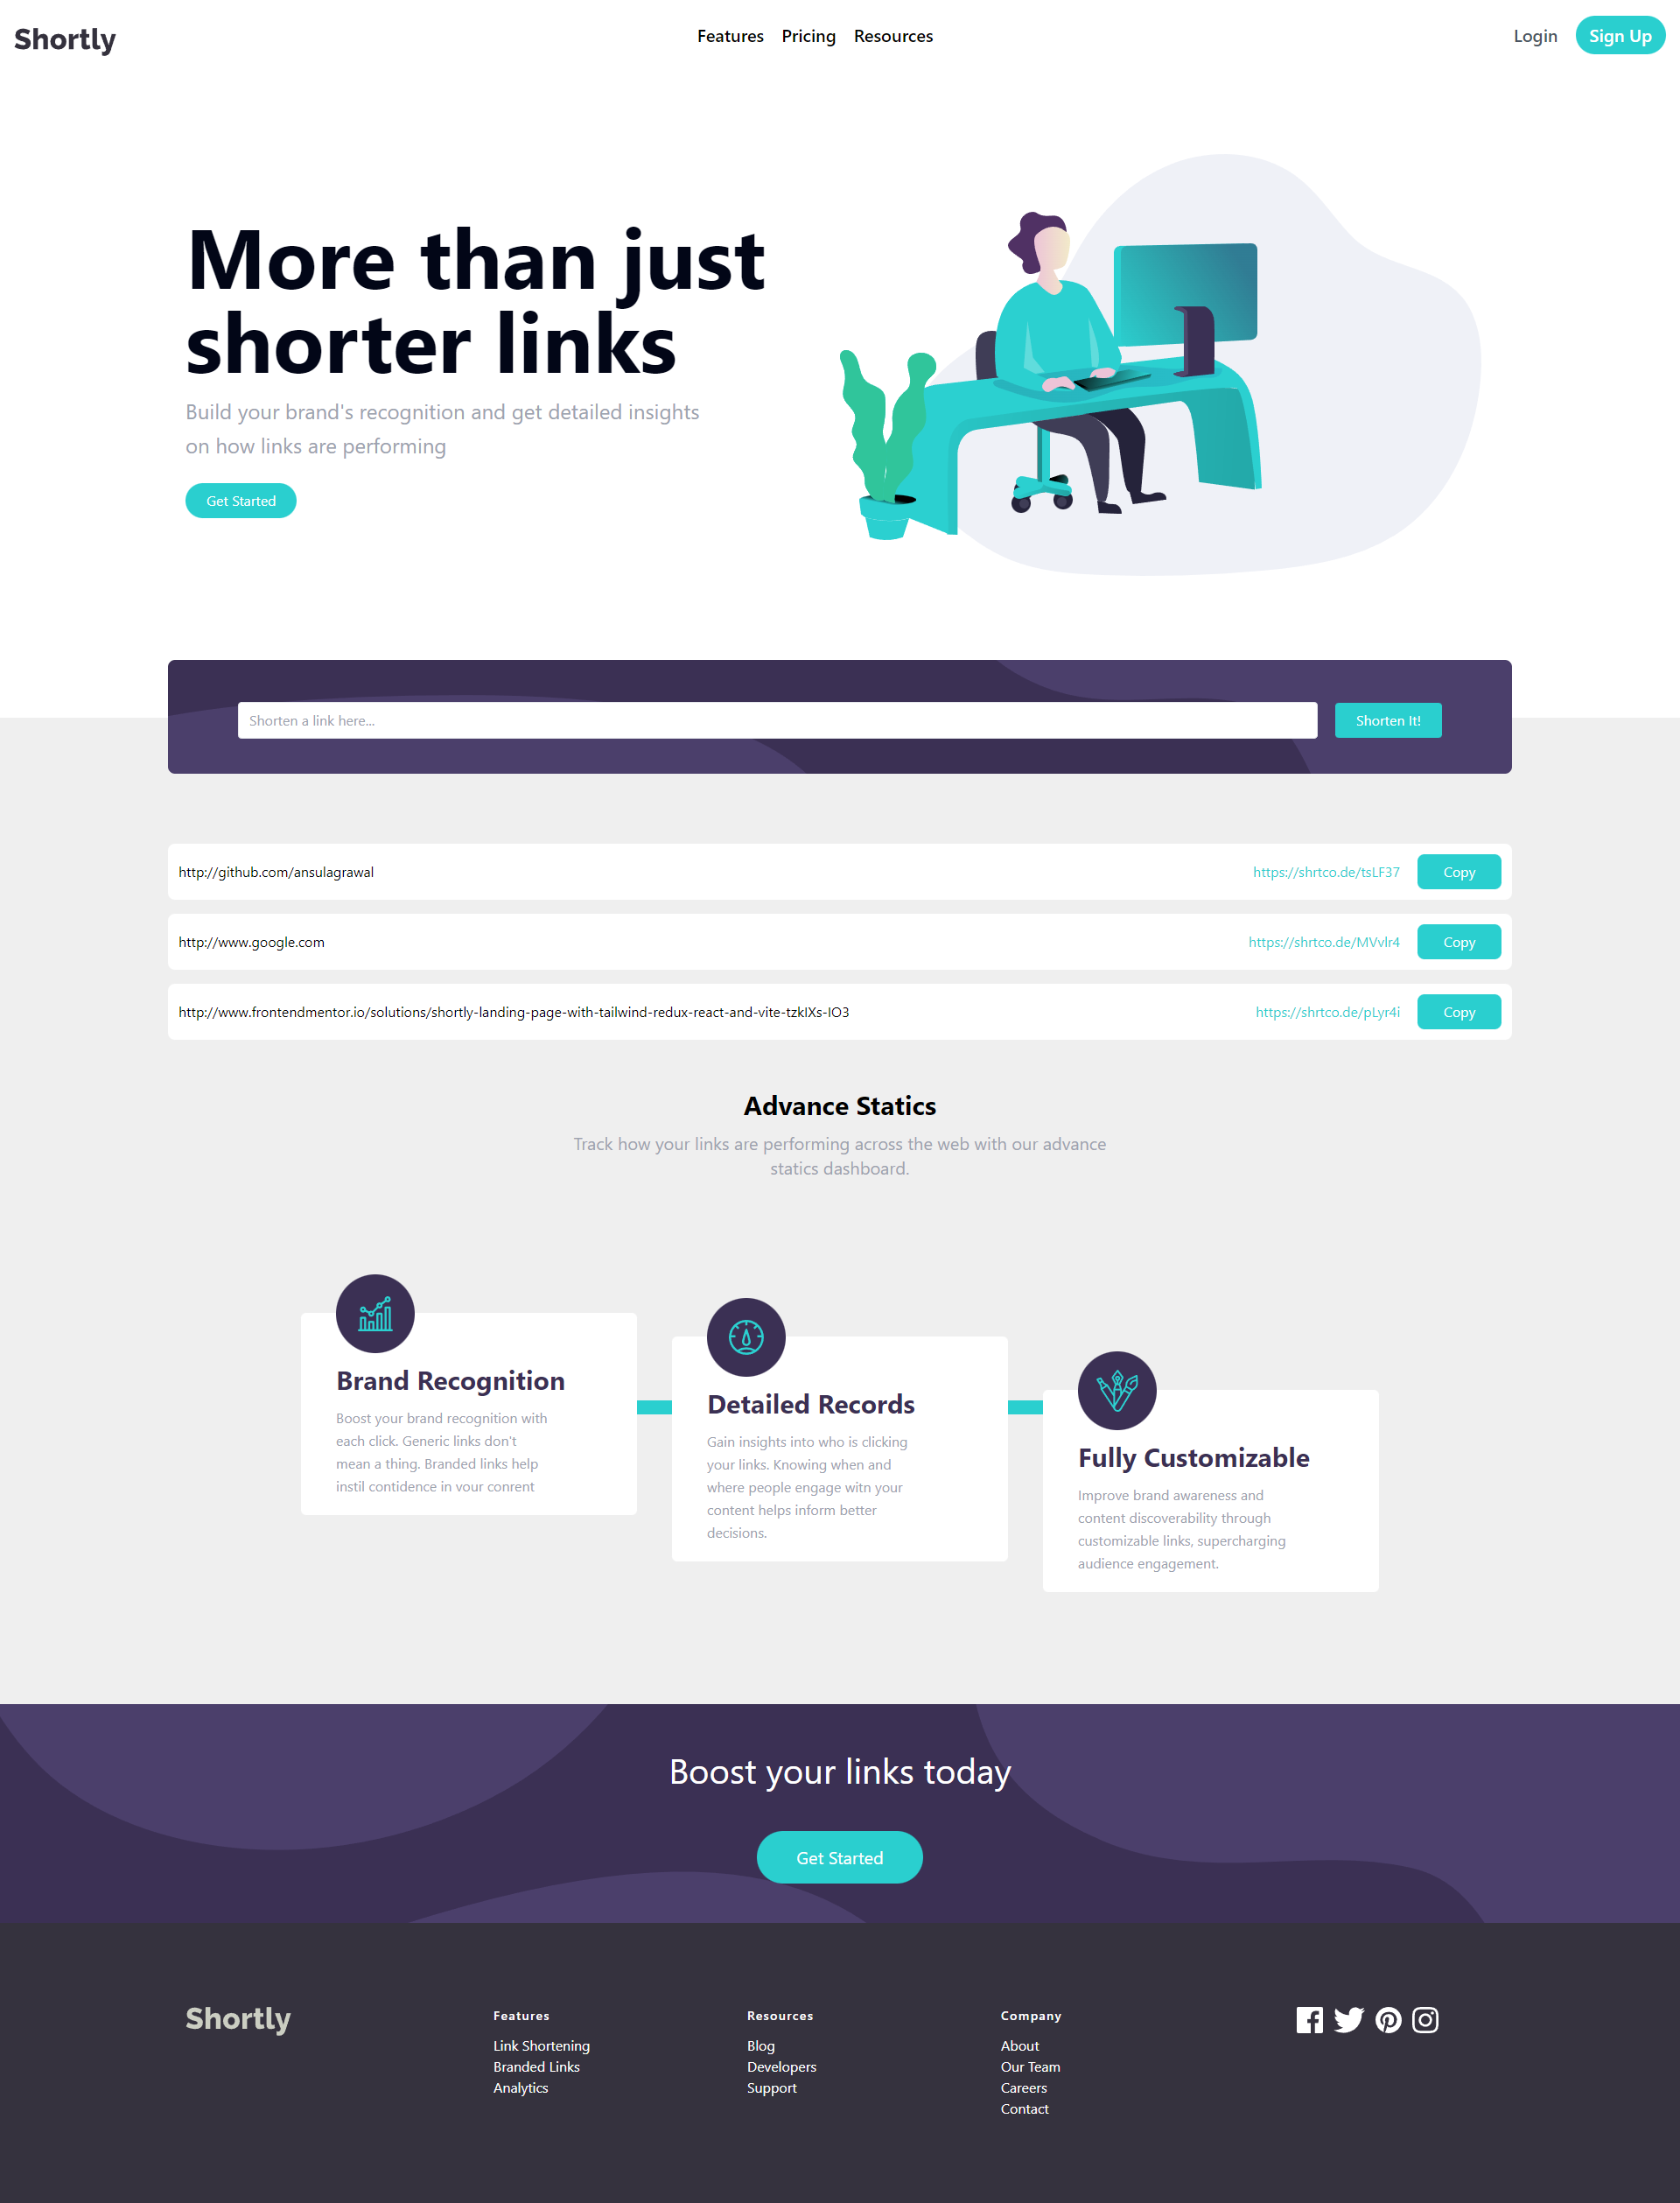 Shortly
Features Pricing Resources
Login Sign Up
More than just
shorter links
Build your brand's recognition and get detailed insights
on how links are performing
Get Started
Shorten a link here...
Shorten It!
http://github.com/ansulagrawal
https://shrtco.de/tsLF37
Copy
http://www.google.com
https://shrtco.de/MVvlr4
Copy
http://www.frontendmentor.io/solutions/shortly-landing-page-with-tailwind-redux-react-and-vite-tzkIXs-IO3
https://shrtco.de/pLyr4i
Copy
Advance Statics
Track how your links are performing across the web with our advance
statics dashboard.
Brand Recognition
Boost your brand recognition with
each click. Generic links don't
mean a thing. Branded links help
instil contidence in vour conrent
Detailed Records
Gain insights into who is clicking
your links. Knowing when and
where people engage witn your
content helps inform better
decisions.
Fully Customizable
Improve brand awareness and
content discoverability through
customizable links, supercharging
audience engagement.
Boost your links today
Get Started
Shortly
Features
Link Shortening
Branded Links
Analytics
Resources
Blog
Developers
Support
Company
About
Our Team
Careers
Contact